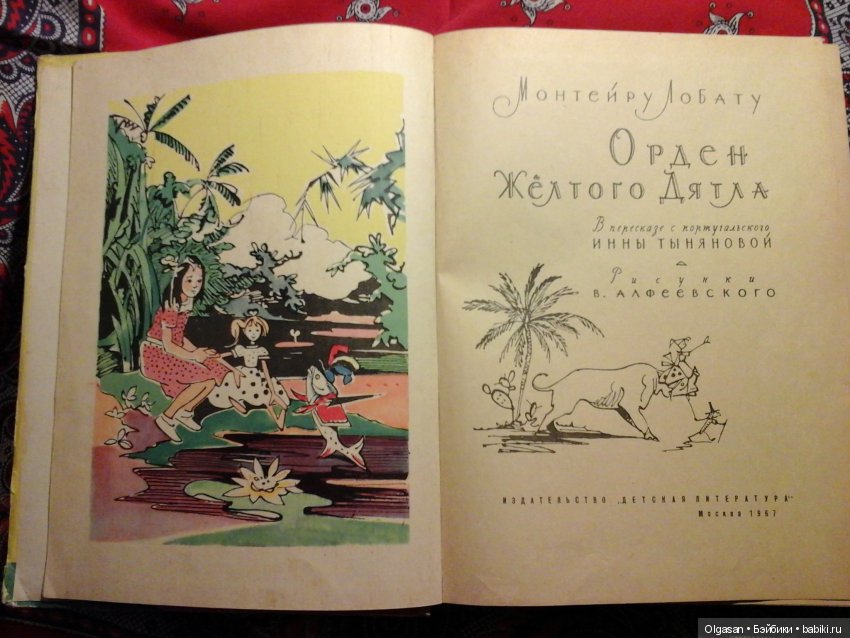 Монтейру Лобату
Орден
Жёлтого Дятла
В пересказе с португальского
ИННЫ ТЫНЯНОВОЙ
Рисунки
В. АЛФЕЕВСКОГО
ИЗДАТЕЛЬСТВО „ДЕТСКАЯ ЛИТЕРАТУРА“
Москва 1967
Olgasan • Бэйбики • babiki.ru